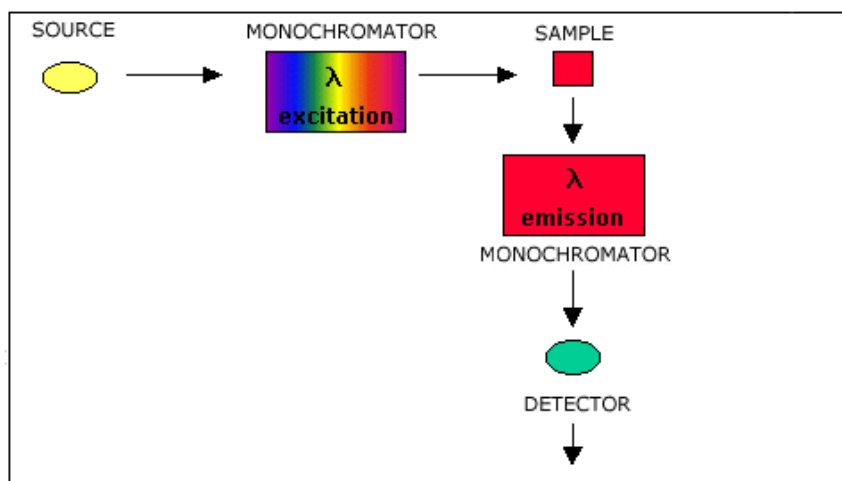 SOURCE
MONOCHROMATOR
SAMPLE
λ
excitation
λ
emission
MONOCHROMATOR
DETECTOR